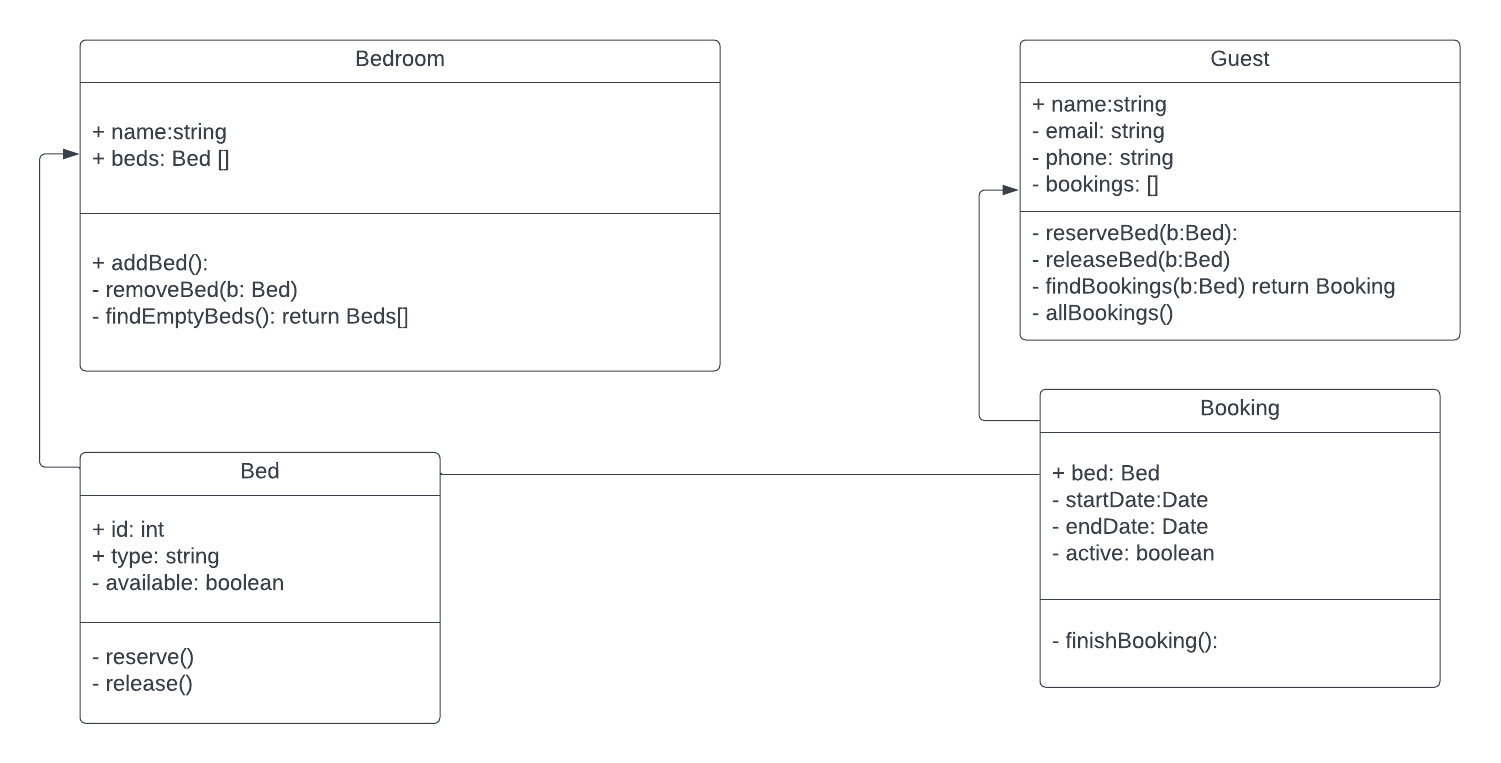 Bedroom
+ name:string
+ beds: Bed []
+ addBed():
- removeBed(b: Bed)
- findEmptyBeds(): return Beds[]
Guest
+ name:string
- email: string
- phone: string
- bookings: []
- reserveBed(b:Bed):
- releaseBed(b:Bed)
- findBookings(b:Bed) return Booking
- allBookings()
Bed
+ id: int
+ type: string
- available: boolean
- reserve()
- release()
Booking
+ bed: Bed
- startDate:Date
- endDate: Date
- active: boolean
- finishBooking():